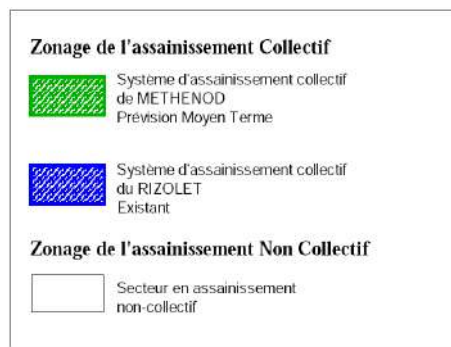 Zonage de l'assainissement Collectif
Système d'assainissement collectif
de METHENOD
Prévision Moyen Terme
Système d'assainissement collectif
du RIZOLET
Existant
Zonage de l'assainissement Non Collectif
Secteur en assainissement
non-collectif